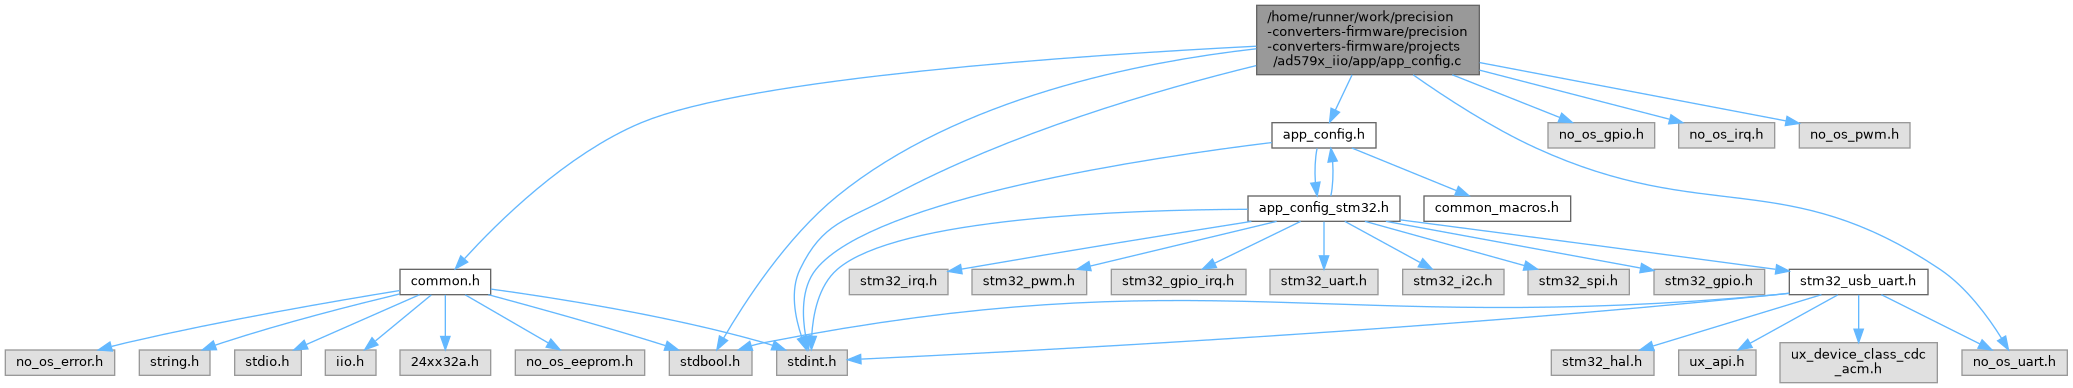 /home/runner/work/precision
-converters-firmware/precision
-converters-firmware/projects
/ad579x_iio/app/app_config.c
app_config.h
no_os_gpio.h
no_os_irq.h
no_os_pwm.h
app_config_stm32.h
common_macros.h
common.h
stm32_irq.h
stm32_pwm.h
stm32_gpio_irq.h
stm32_uart.h
stm32_i2c.h
stm32_spi.h
stm32_gpio.h
stm32_usb_uart.h
no_os_error.h
string.h
stdio.h
iio.h
24xx32a.h
no_os_eeprom.h
stdbool.h
stdint.h
stm32_hal.h
ux_api.h
ux_device_class_cdc
_acm.h
no_os_uart.h